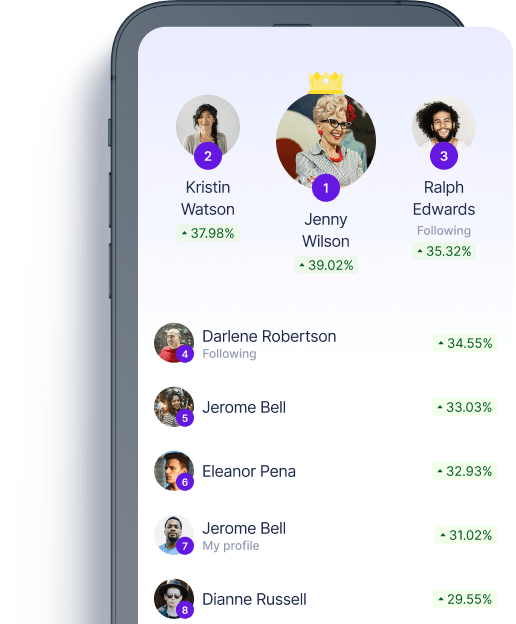 2
Kristin
Watson
37.98%
1
Jenny
Wilson
39.02%
3
Ralph
Edwards
Following
35.32%
4
Darlene Robertson
Following
34.55%
5
Jerome Bell
33.03%
6
Eleanor Pena
32.93%
7
Jerome Bell
My profile
31.02%
8
Dianne Russell
29.55%